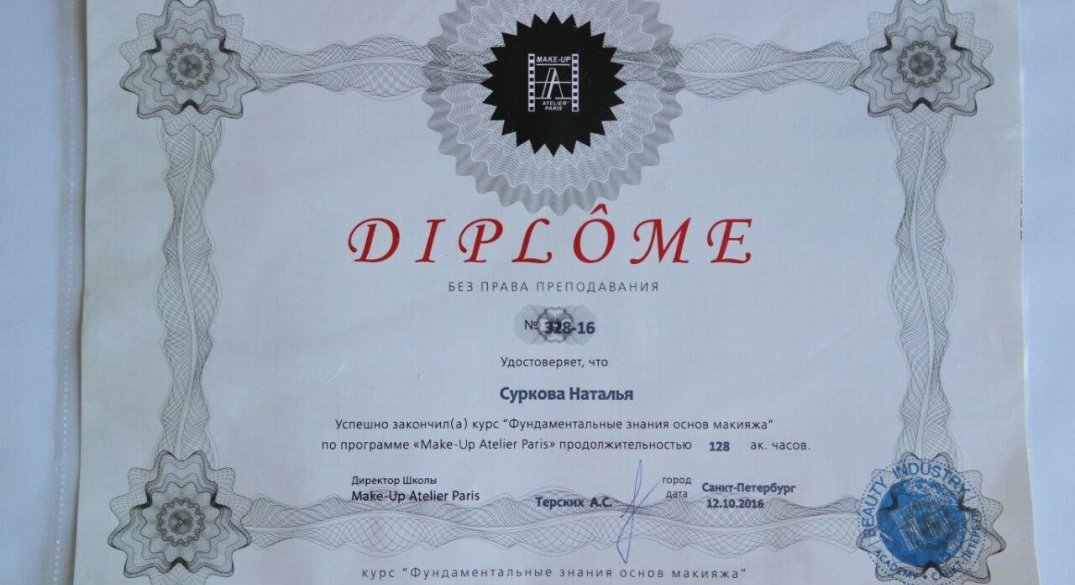 MAKE-UP
ATELIER
PARIS
DIPLÔME
БЕЗ ПРАВА ПРЕПОДАВАНИЯ
№ 328-16
Удостоверяет, что
Суркова Наталья
Успешно закончил(а) курс "Фундаментальные знания основ макияжа"
по программе «Make-Up Atelier Paris» продолжительностью 128 ак. часов.
Директор Школы
Make-Up Atelier Paris
Терских А.С.
город Санкт-Петербург
дата 12.10.2016
BEAUTY INDUSTRY
ACADEMY
курс "Фундаментальные знания основ макияжа"